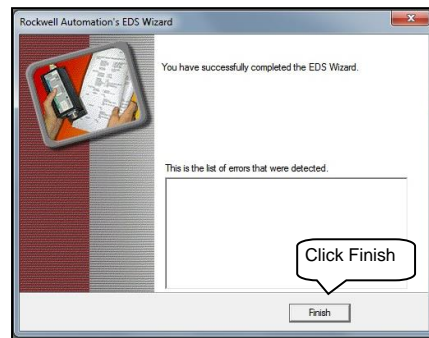 Rockwell Automation's EDS Wizard
You have successfully completed the EDS Wizard.
This is the list of errors that were detected.
Click Finish
Finish